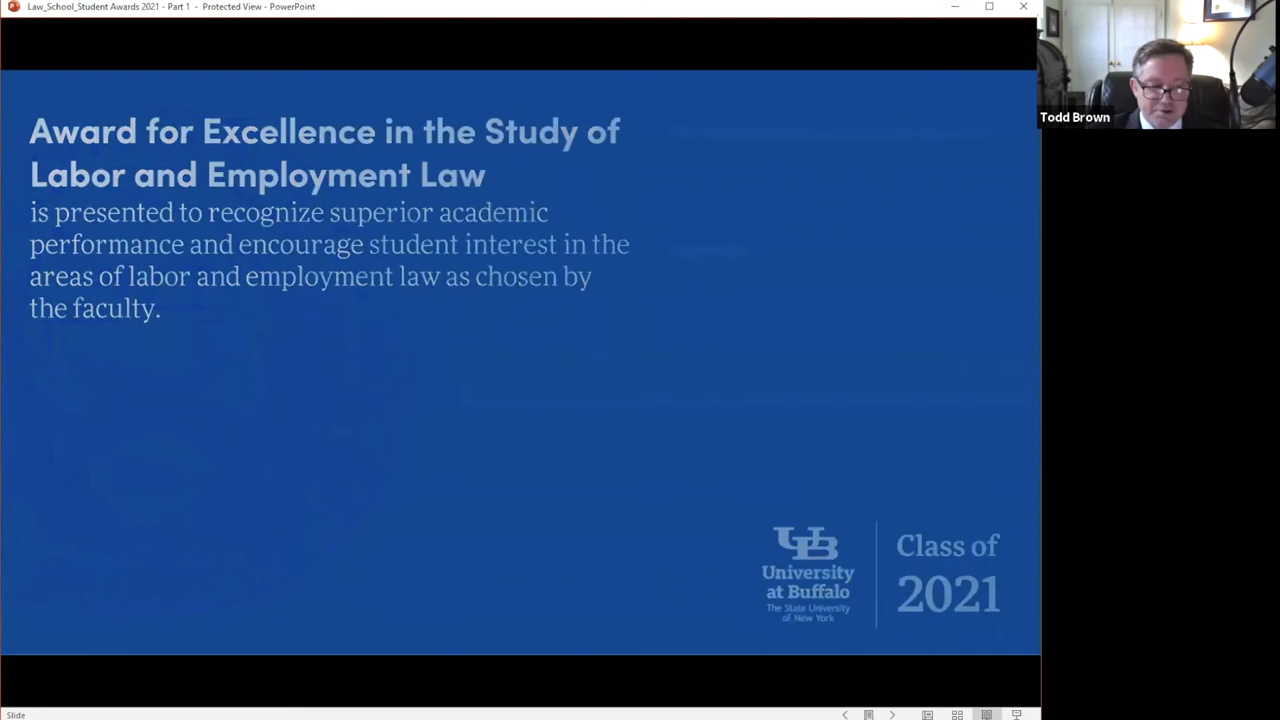 Law_School_Student Awards 2021 - Part 1 - Protected View - PowerPoint
Todd Brown
Award for Excellence in the Study of
Labor and Employment Law
is presented to recognize superior academic
performance and encourage student interest in the
areas of labor and employment law as chosen by
the faculty.
UB
University
at Buffalo
The State University
of New York
Class of
2021
Slide